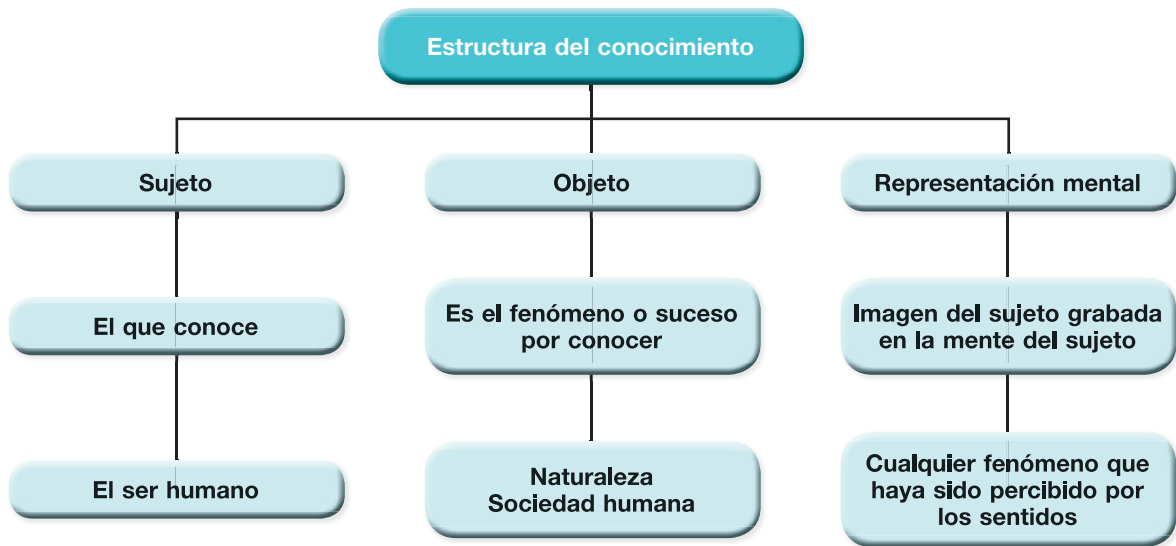 Estructura del conocimiento
Sujeto
Objeto
Representación mental
El que conoce
Es el fenómeno o suceso
por conocer
Imagen del sujeto grabada
en la mente del sujeto
El ser humano
Naturaleza
Sociedad humana
Cualquier fenómeno que
haya sido percibido por
los sentidos